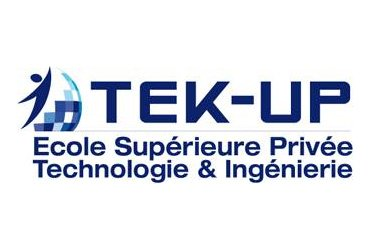 TEK-UP
Ecole Supérieure Privée
Technologie & Ingénierie